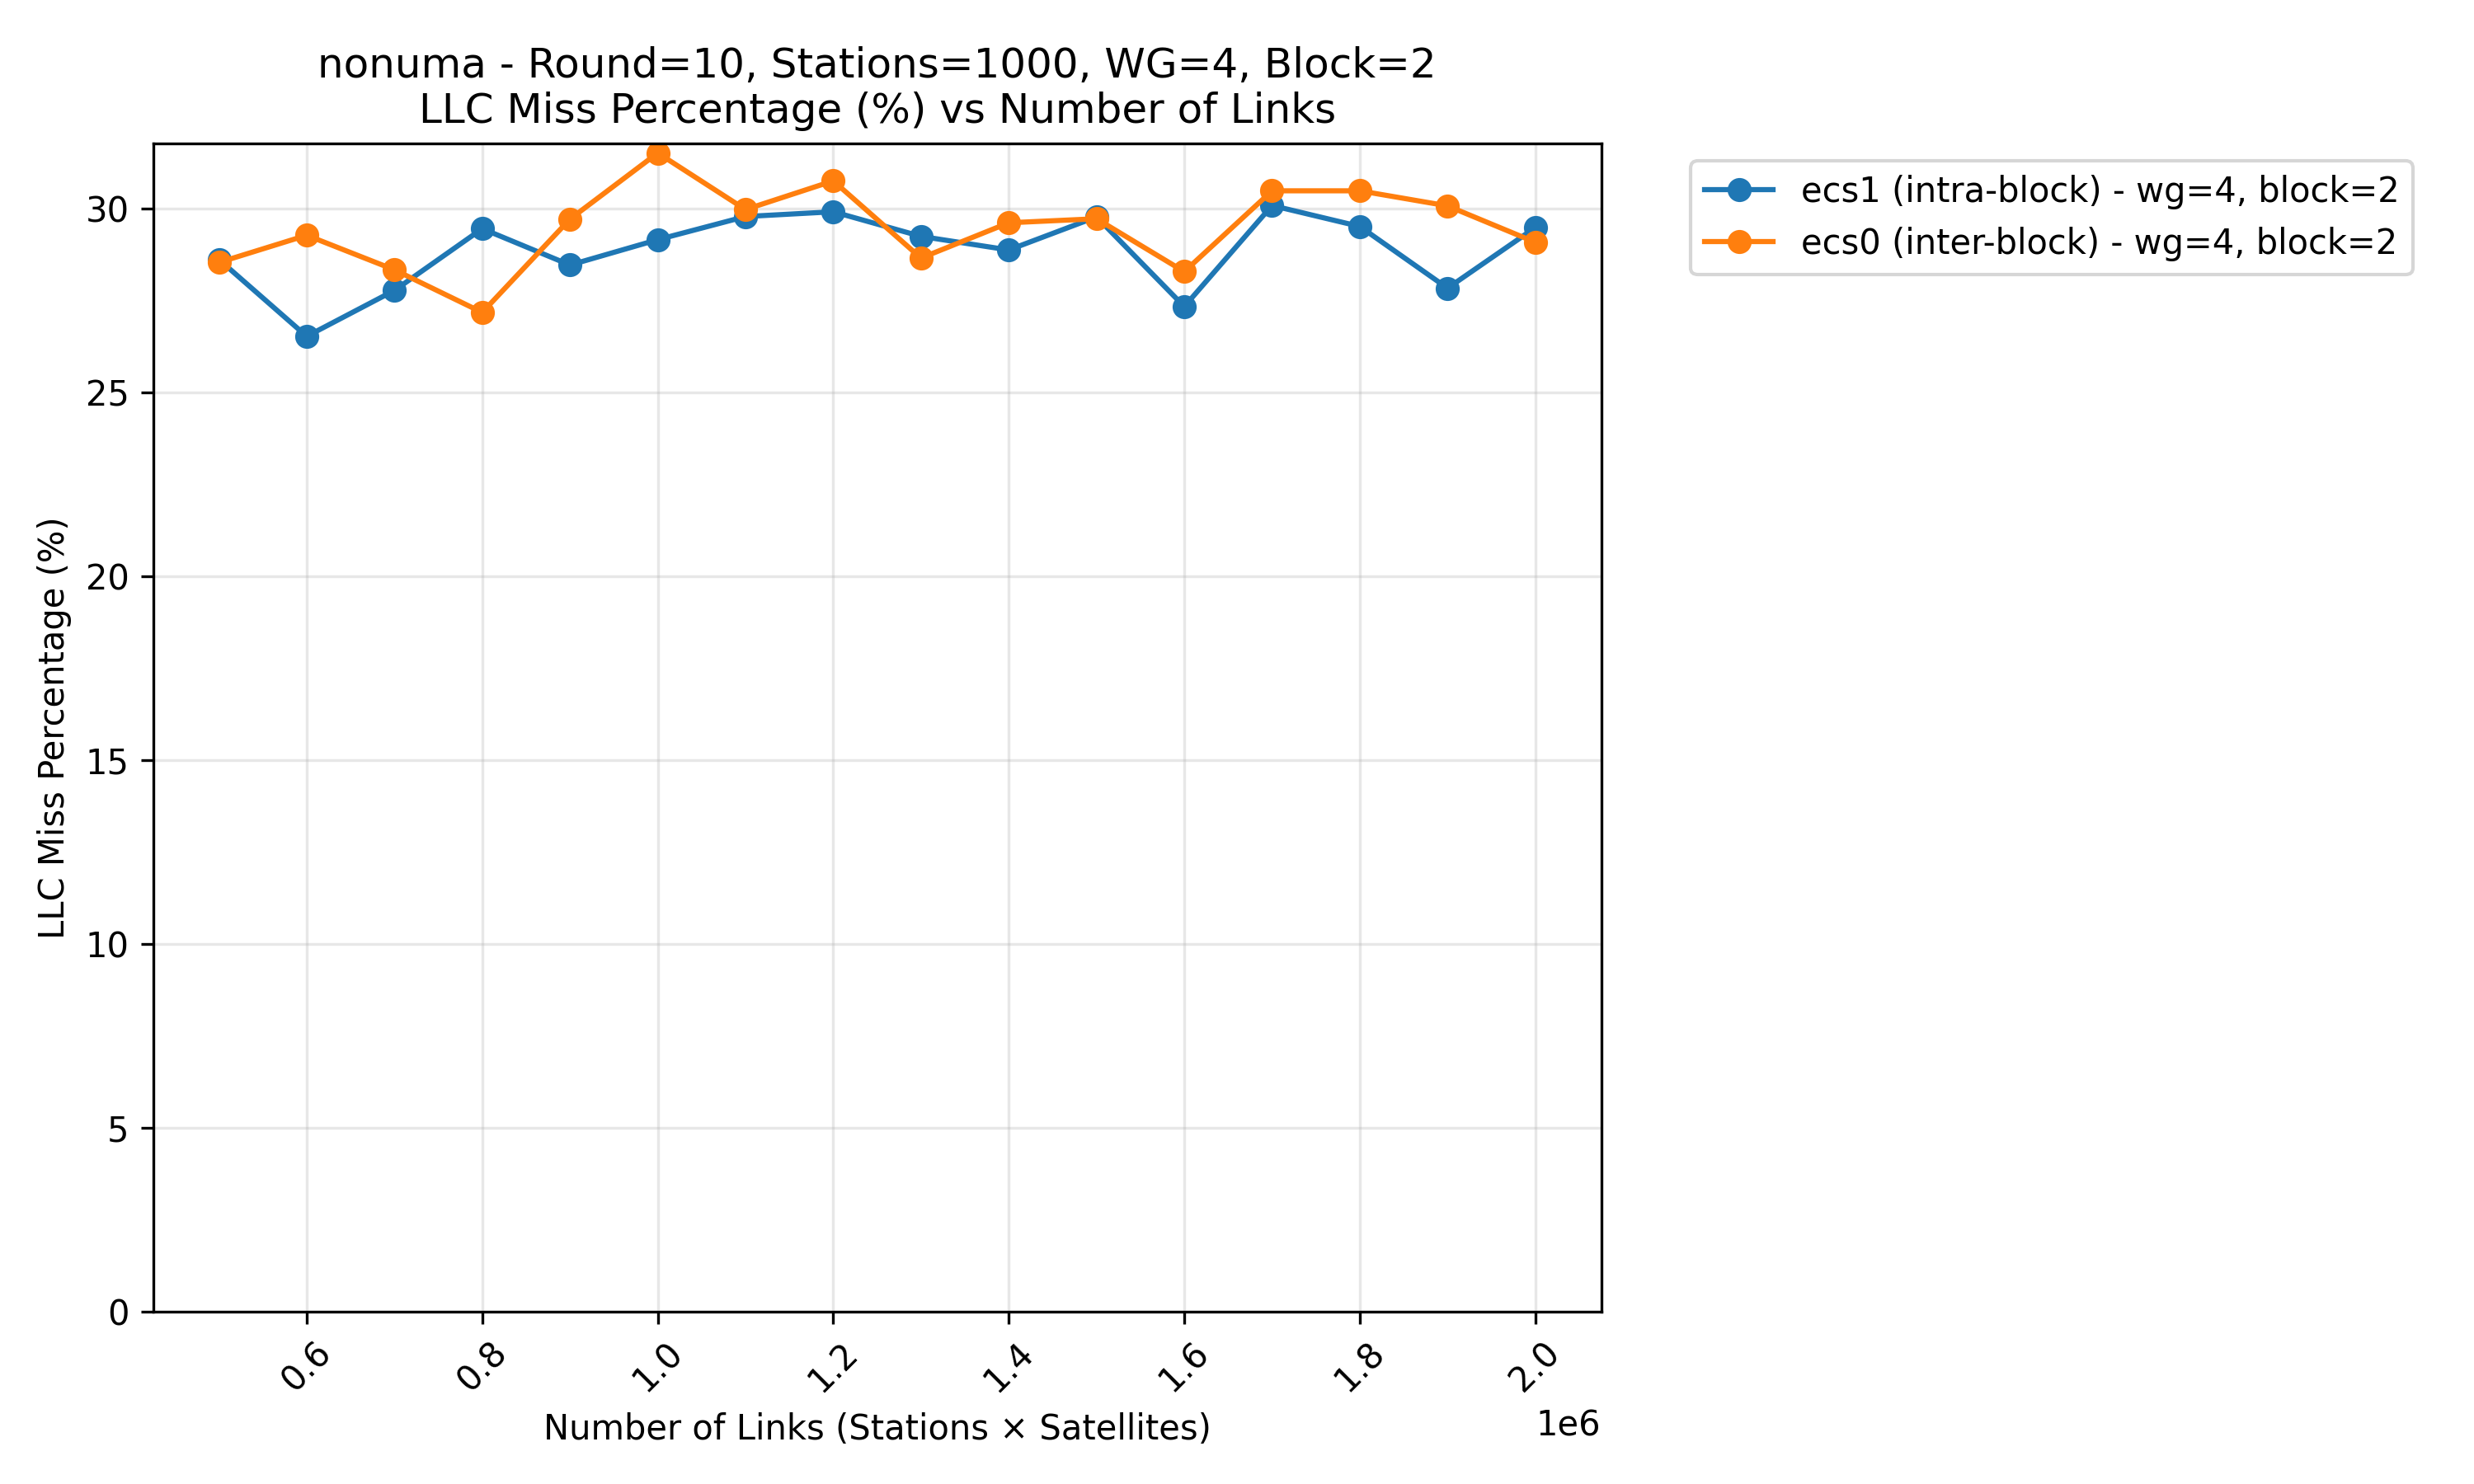 nonuma - Round=10, Stations=1000, WG=4, Block=2
LLC Miss Percentage (%) vs Number of Links
ecs1 (intra-block) - wg=4, block=2
ecs0 (inter-block) - wg=4, block=2
LLC Miss Percentage (%)
30
25
20
15
10
5
0
0.6 0.8 1.0 1.2 1.4 1.6 1.8 2.0
1e6
Number of Links (Stations × Satellites)